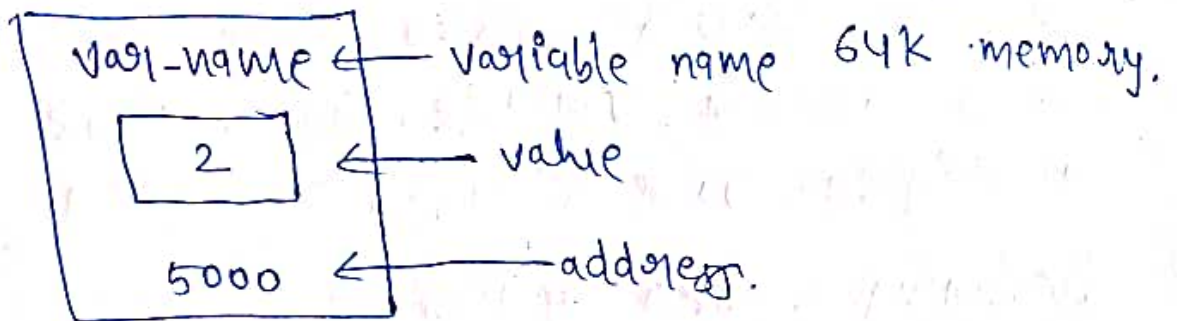 var-name ← variable name 64K memory.
2 ← value
5000 ← address.